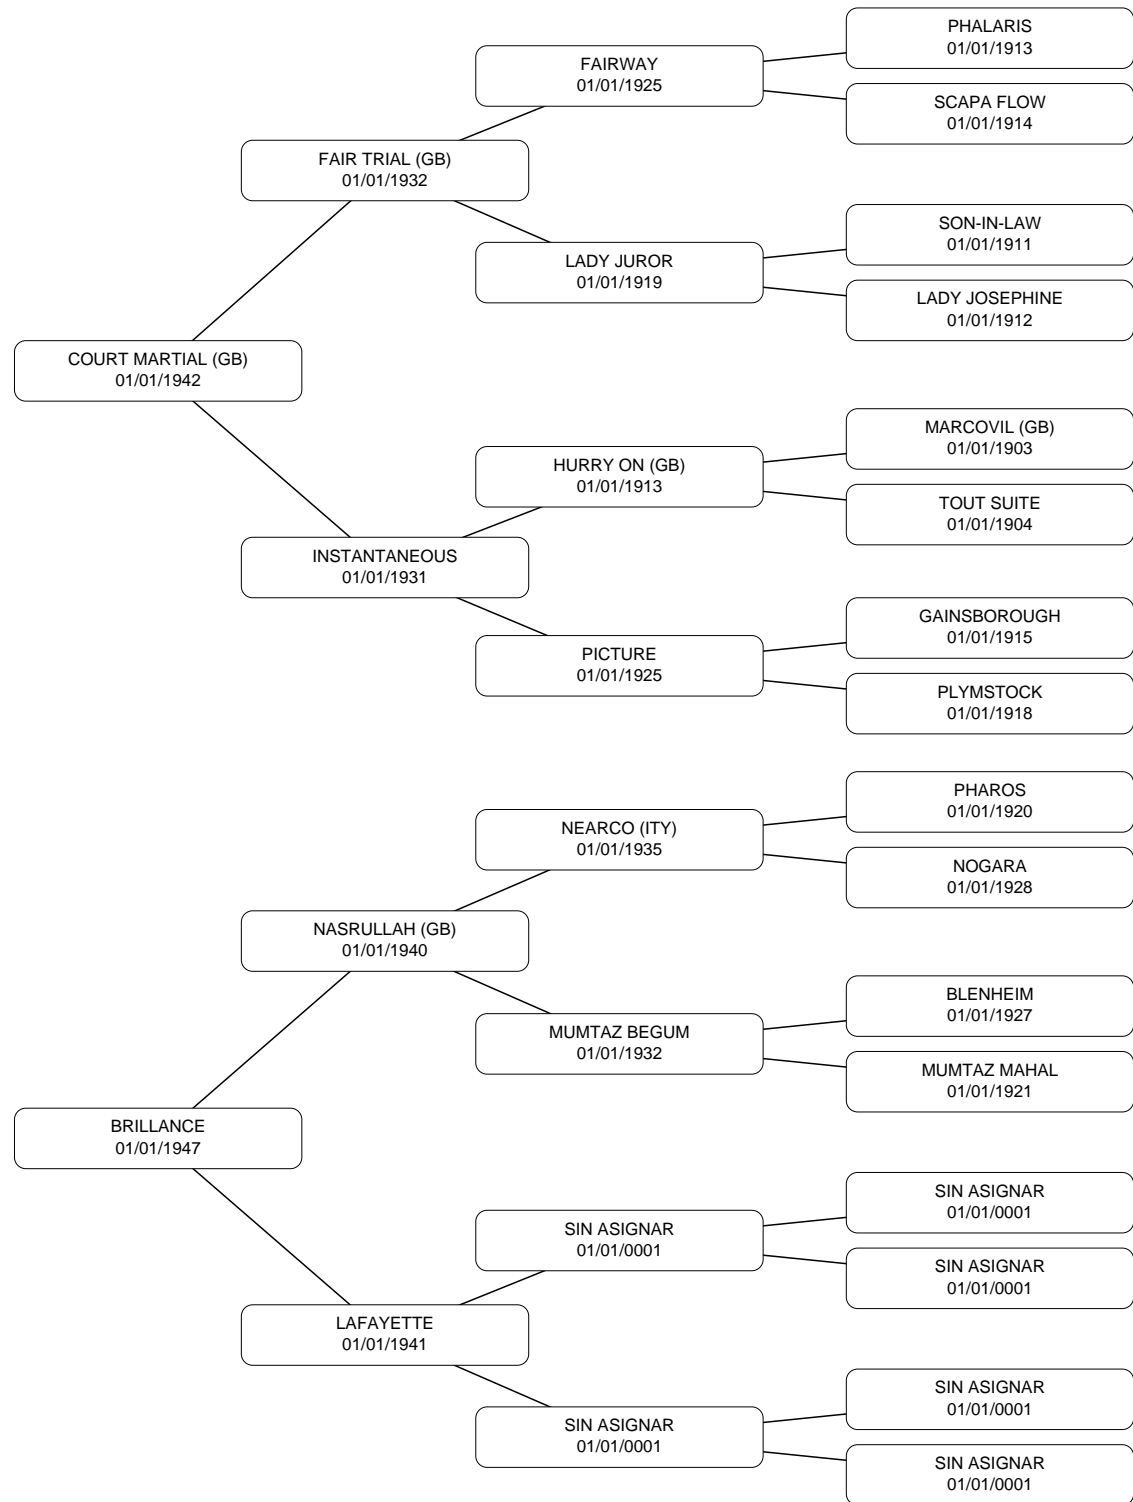 PHALARIS
01/01/1913
FAIRWAY
01/01/1925
SCAPA FLOW
01/01/1914
FAIR TRIAL (GB)
01/01/1932
SON-IN-LAW
01/01/1911
LADY JUROR
01/01/1919
LADY JOSEPHINE
01/01/1912
COURT MARTIAL (GB)
01/01/1942
MARCOVIL (GB)
01/01/1903
HURRY ON (GB)
01/01/1913
TOUT SUITE
01/01/1904
INSTANTANEOUS
01/01/1931
GAINSBOROUGH
01/01/1915
PICTURE
01/01/1925
PLYMSTOCK
01/01/1918
PHAROS
01/01/1920
NEARCO (ITY)
01/01/1935
NOGARA
01/01/1928
NASRULLAH (GB)
01/01/1940
BLENHEIM
01/01/1927
MUMTAZ BEGUM
01/01/1932
MUMTAZ MAHAL
01/01/1921
BRILLANCE
01/01/1947
SIN ASIGNAR
01/01/0001
SIN ASIGNAR
01/01/0001
SIN ASIGNAR
01/01/0001
LAFAYETTE
01/01/1941
SIN ASIGNAR
01/01/0001
SIN ASIGNAR
01/01/0001
SIN ASIGNAR
01/01/0001